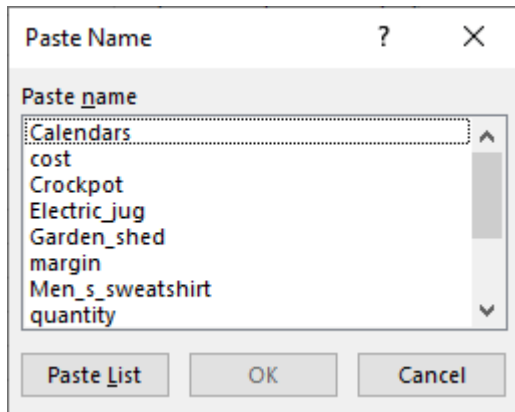 Paste Name ?
Paste name
Calendars
cost
Crockpot
Electric_jug
Garden_shed
margin
Men_s_sweatshirt
quantity
Paste List OK Cancel